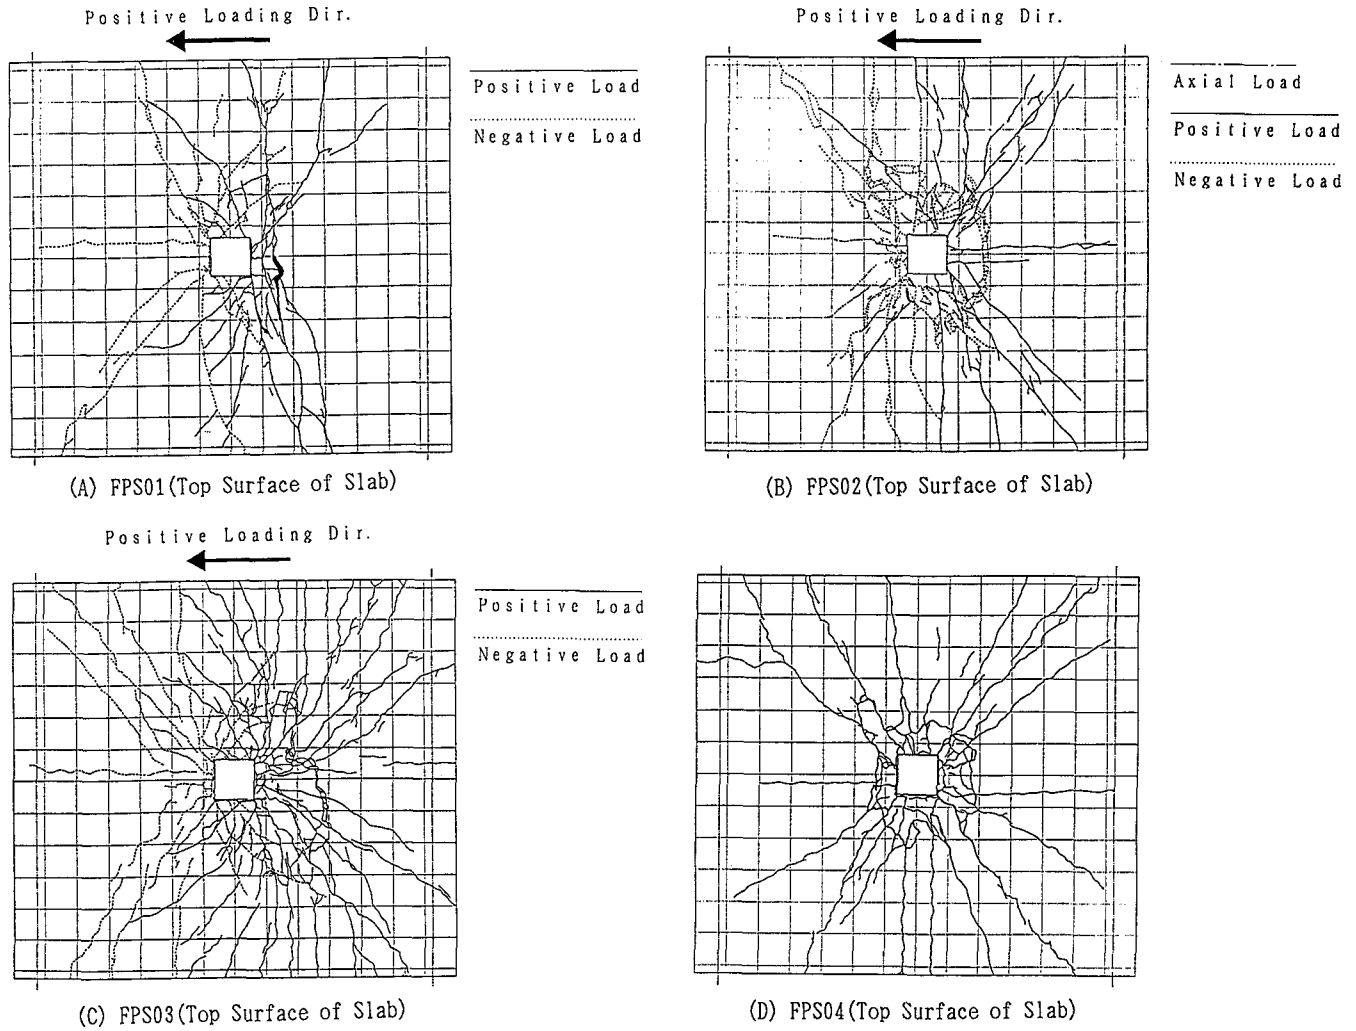 Positive Loading Dir.
Positive Load
Negative Load
(A) FPS01(Top Surface of Slab)
Positive Loading Dir.
Axial Load
Positive Load
Negative Load
(B) FPS02(Top Surface of Slab)
Positive Loading Dir.
Positive Load
Negative Load
(C) FPS03(Top Surface of Slab)
(D) FPS04(Top Surface of Slab)